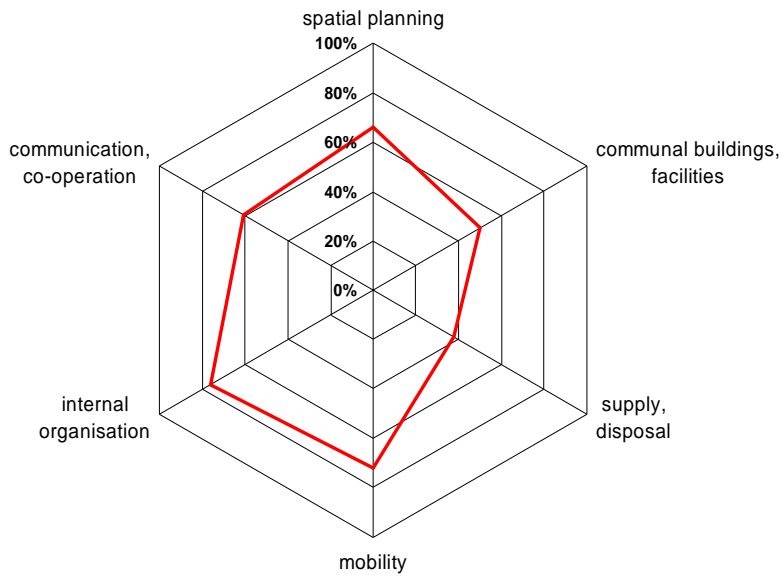 spatial planning
100%
80%
60%
40%
20%
0%
communication,
co-operation
communal buildings,
facilities
internal
organisation
supply,
disposal
mobility